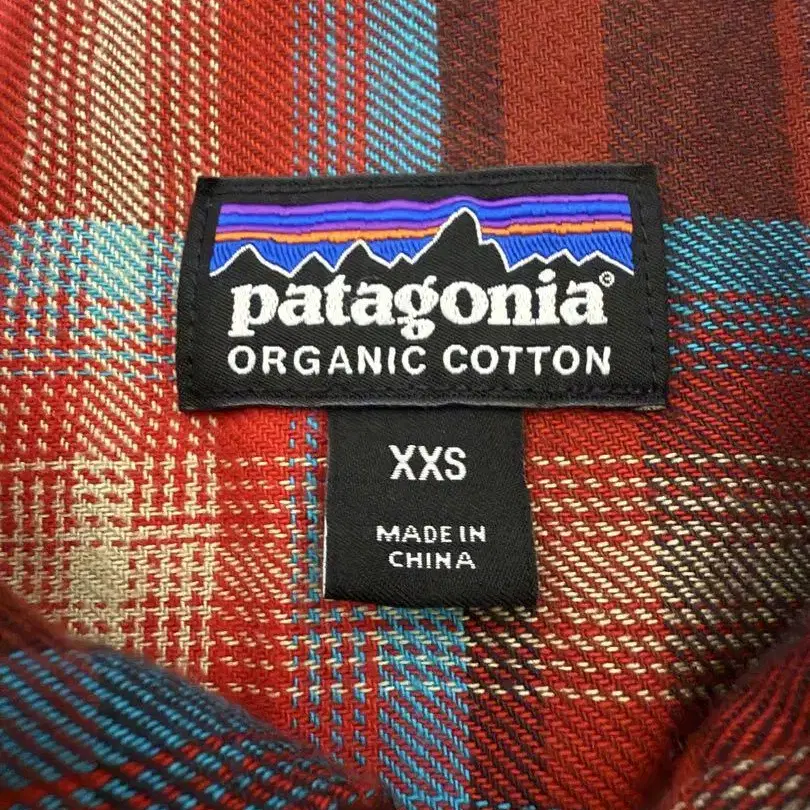 patagonia®
ORGANIC COTTON
XXS
MADE IN
CHINA